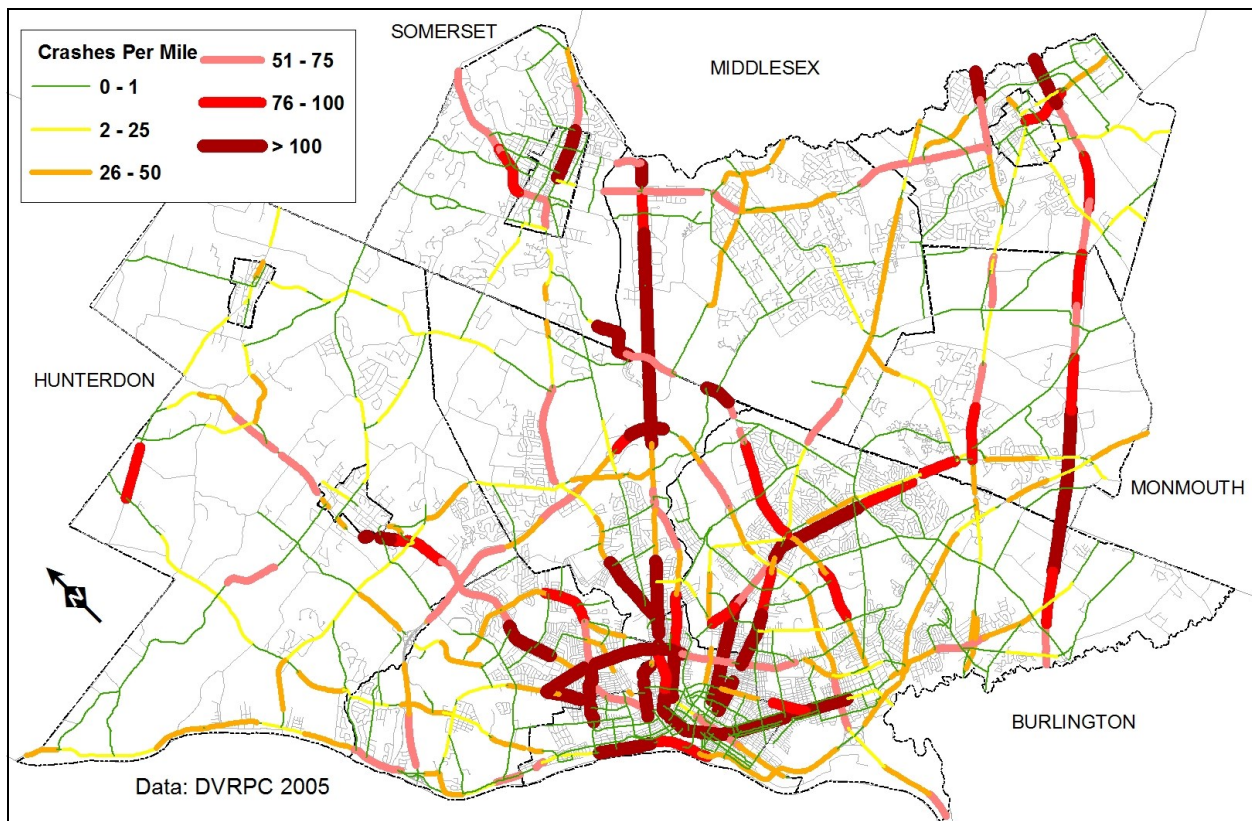 Crashes Per Mile
0 - 1
2 - 25
26 - 50
51 - 75
76 - 100
> 100
SOMERSET
MIDDLESEX
HUNTERDON
MONMOUTH
N
BURLINGTON
Data: DVRPC 2005